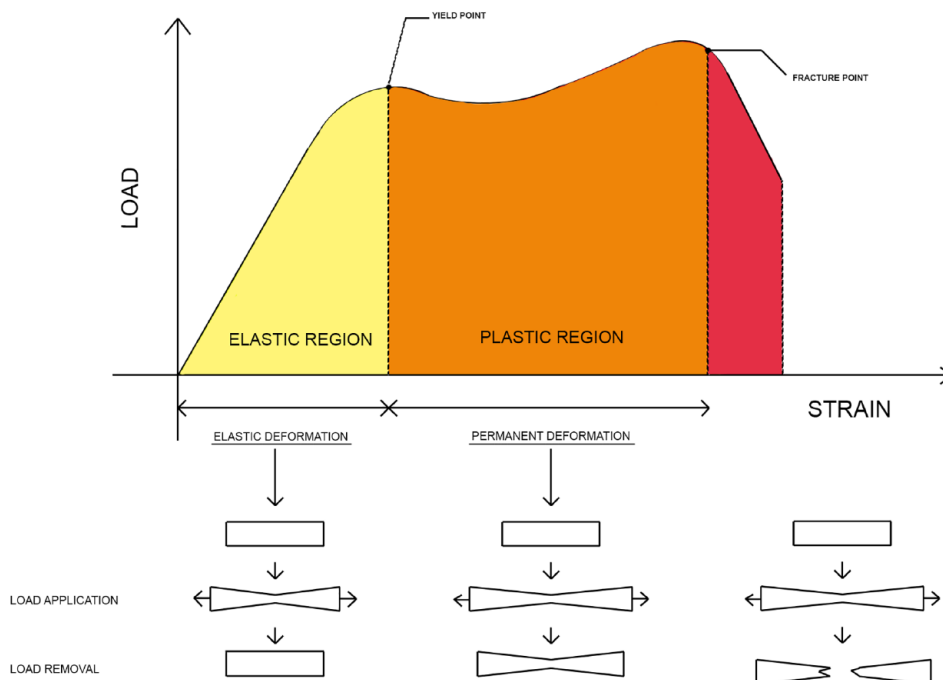 YIELD POINT
FRACTURE POINT
LOAD
ELASTIC REGION
PLASTIC REGION
STRAIN
ELASTIC DEFORMATION
PERMANENT DEFORMATION
LOAD APPLICATION
LOAD REMOVAL